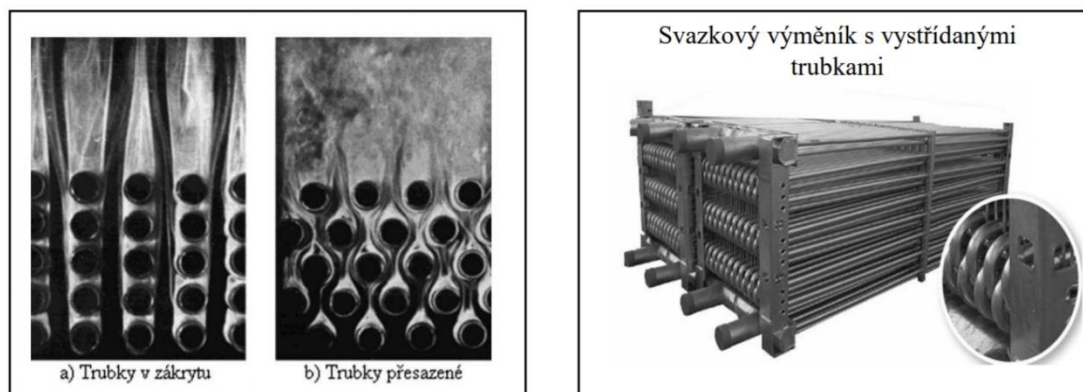 a) Trubky v zákrytu
b) Trubky přesazené
Svazkový výměník s vystřídanými
trubkami